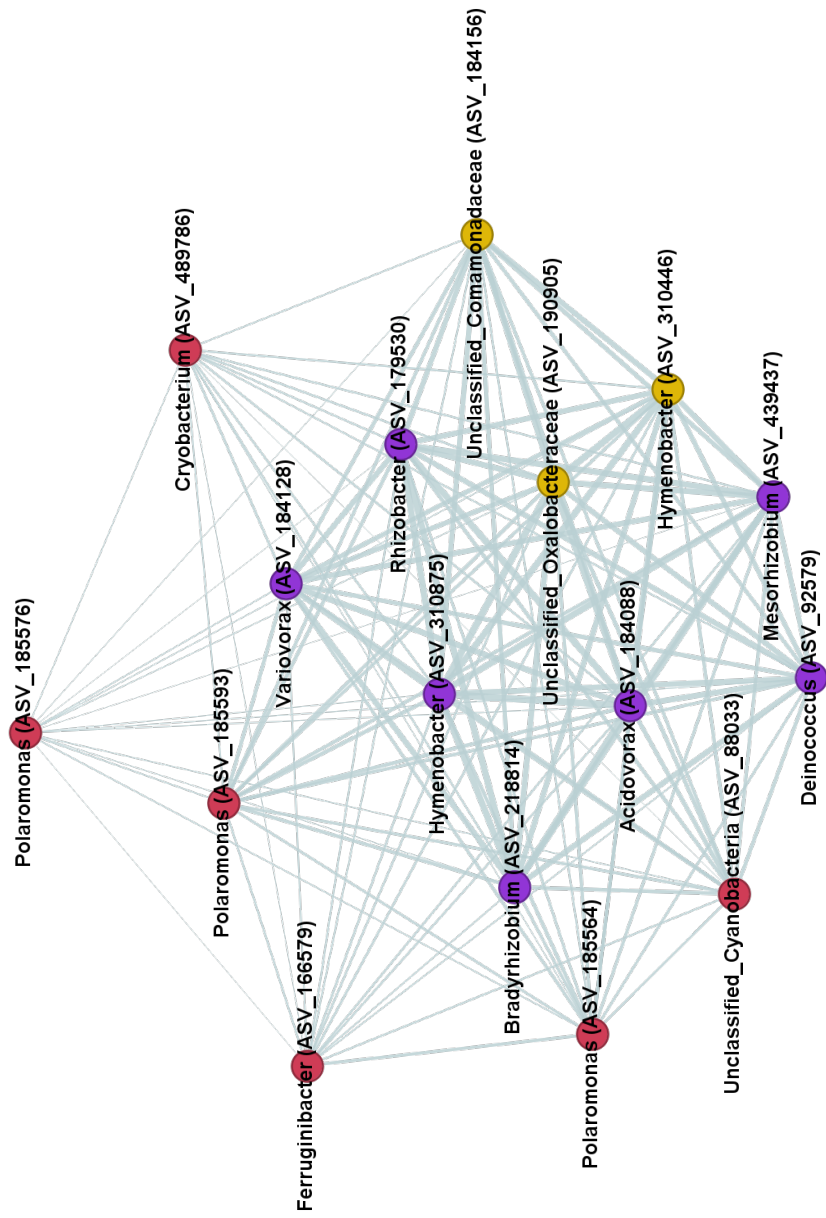 Polaromonas (ASV_185576)
Cryobacterium (ASV_489786)
Polaromonas (ASV_185593)
Variovorax (ASV_184128)
Ferruginibacter (ASV_166579)
Rhizobacter (ASV_179530)
Hymenobacter (ASV_310875)
Unclassified_Comamonadaceae (ASV_184156)
Bradyrhizobium (ASV_218814)
Unclassified_Oxalobacteraceae (ASV_190905)
Polaromonas (ASV_185564)
Acidovorax (ASV_184088)
Hymenobacter (ASV_310446)
Unclassified_Cyanobacteria (ASV_88033)
Mesorhizobium (ASV_439437)
Deinococcus (ASV_92579)